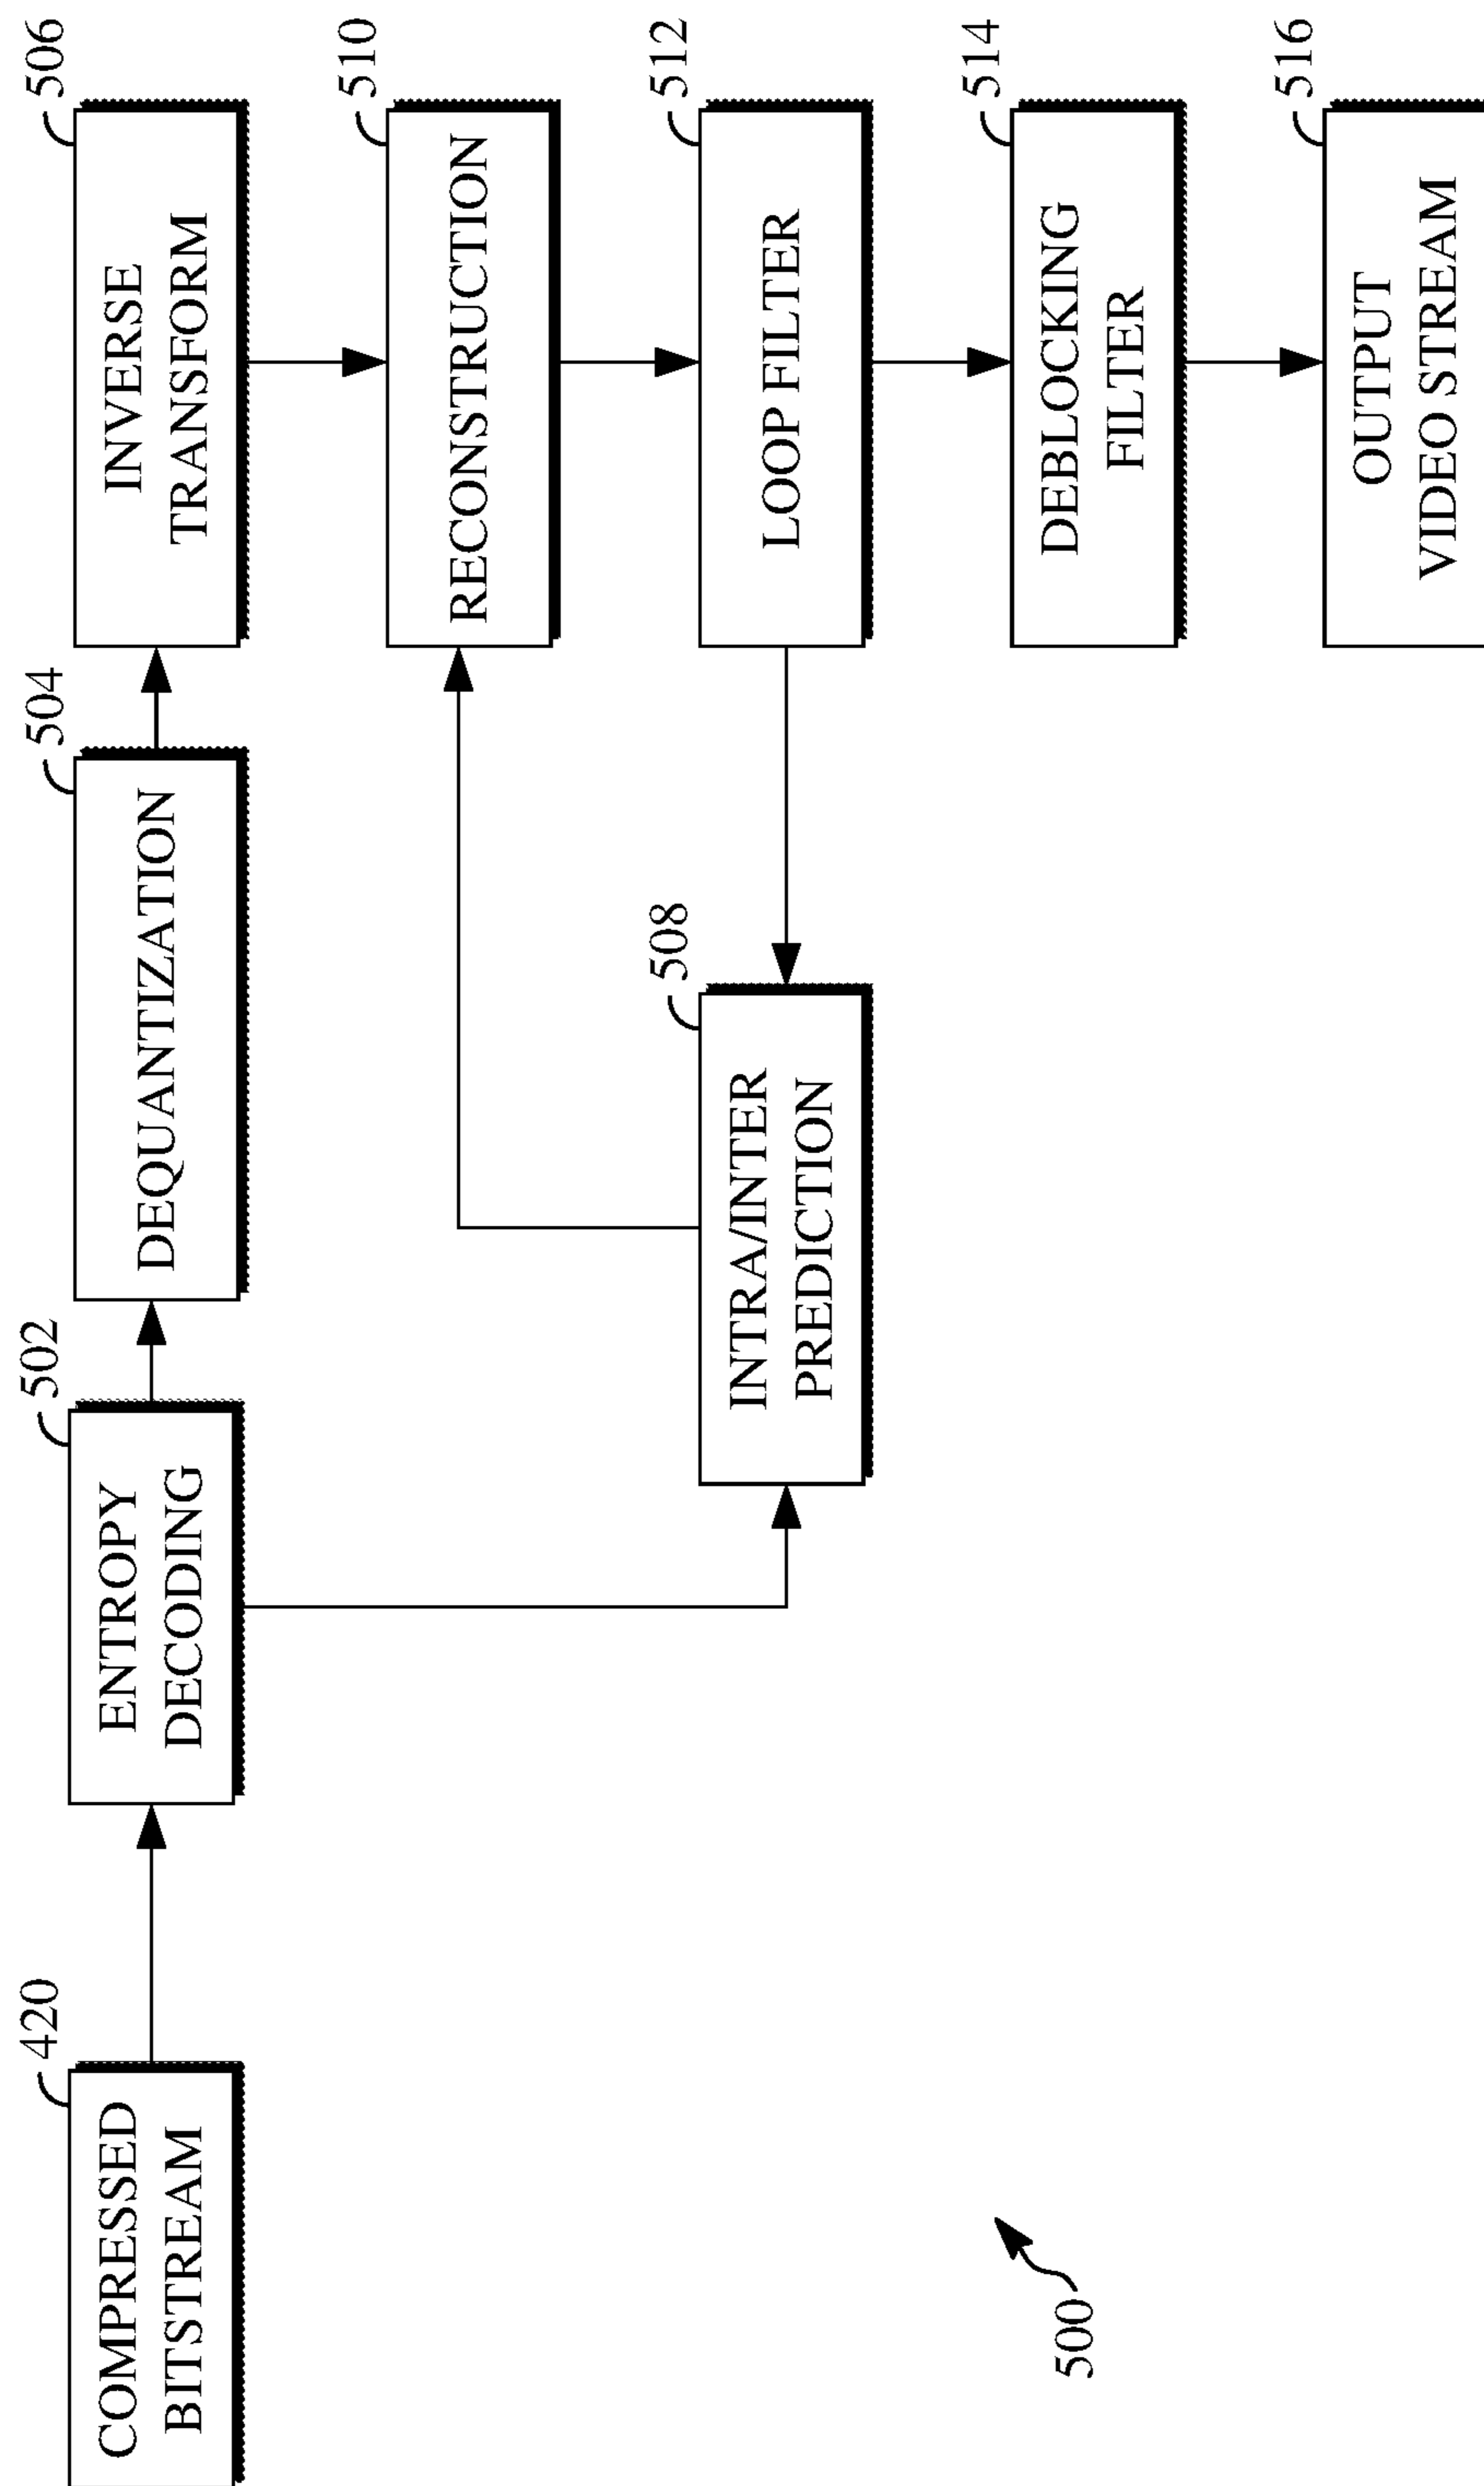 420
COMPRESSED
BITSTREAM
502
ENTROPY
DECODING
504
DEQUANTIZATION
506
INVERSE
TRANSFORM
510
RECONSTRUCTION
508
INTRA/INTER
PREDICTION
512
LOOP FILTER
514
DEBLOCKING
FILTER
516
OUTPUT
VIDEO STREAM
500